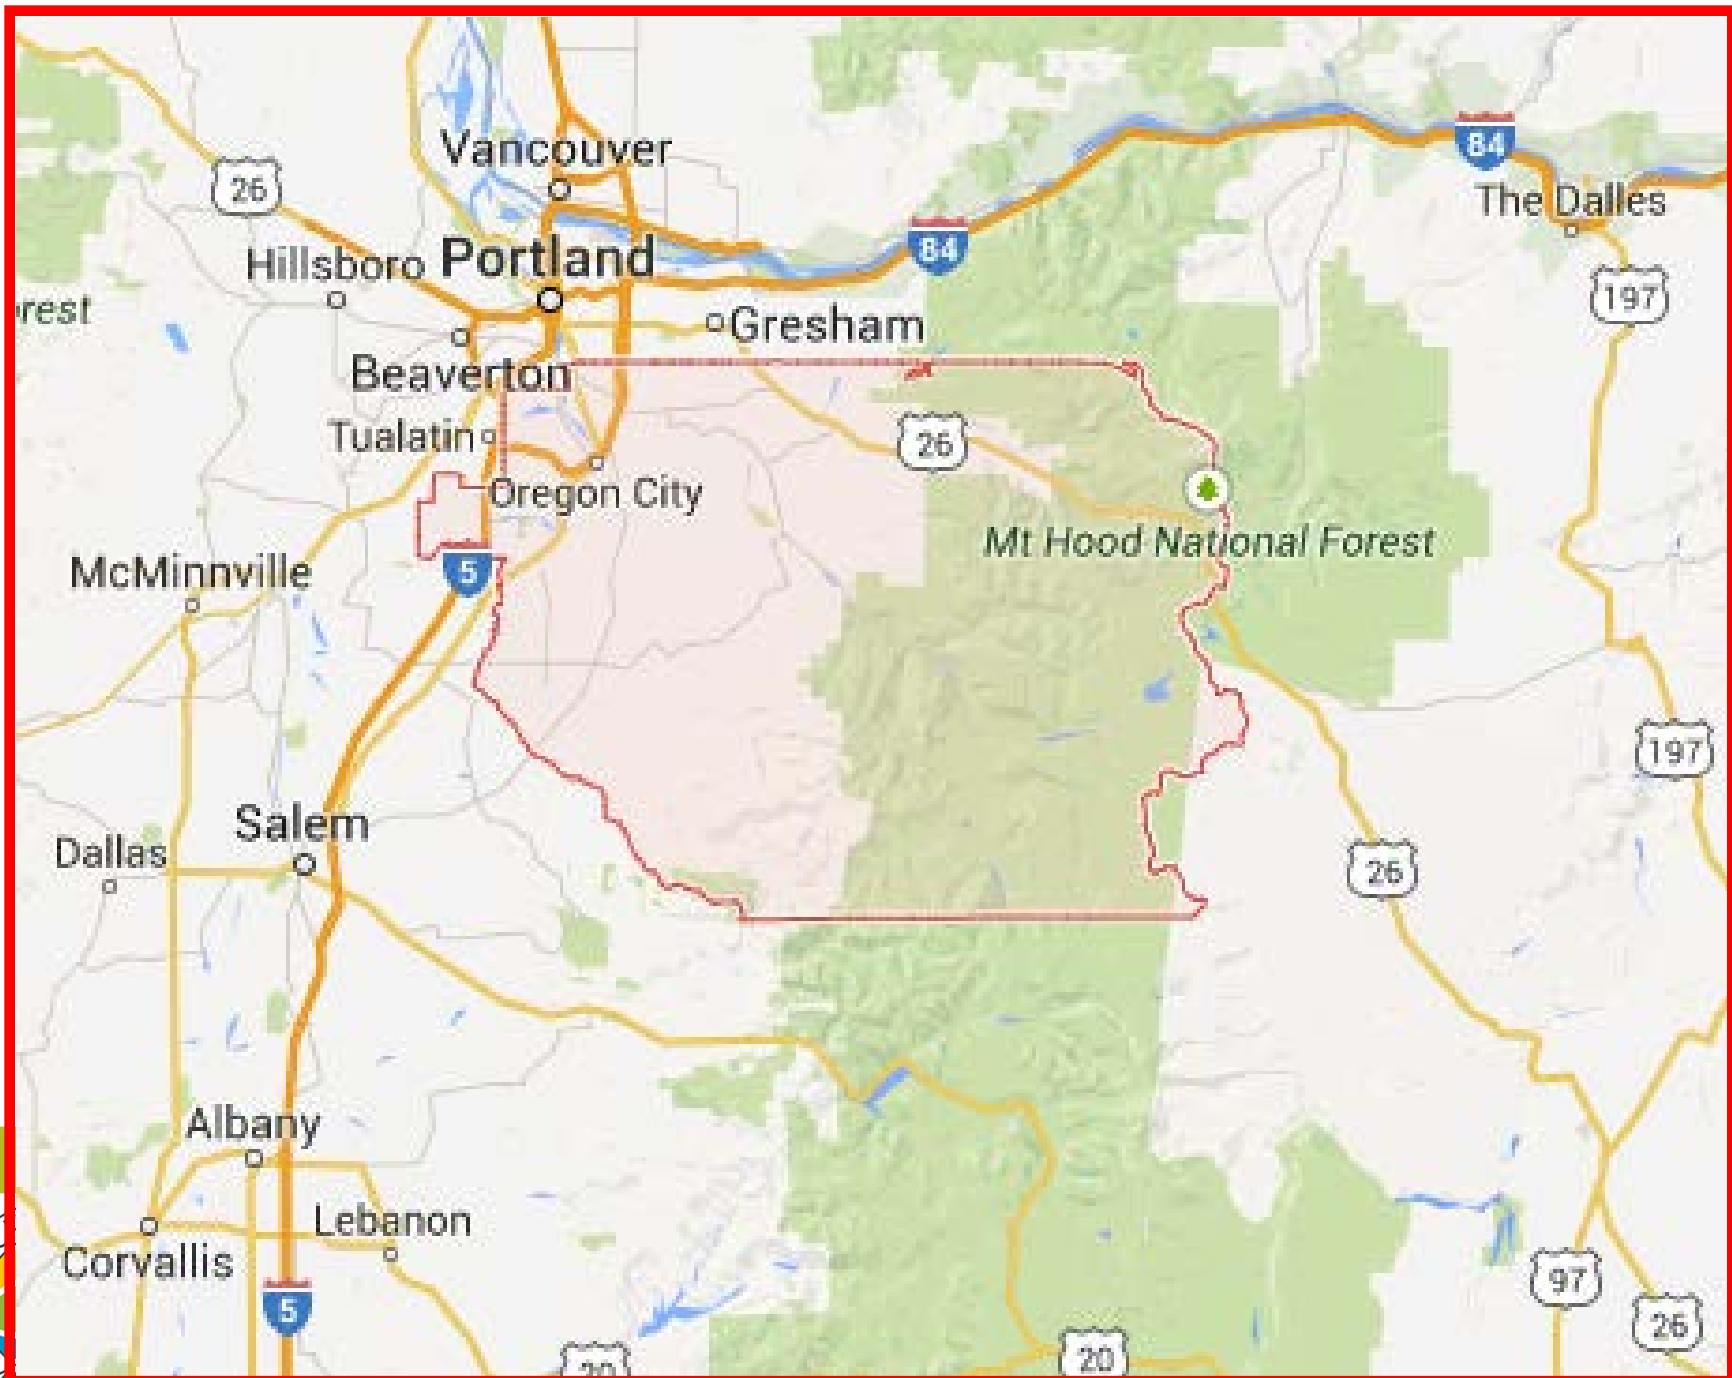 Vancouver
84
26
The Dalles
Hillsboro
Portland
84
197
rest
Gresham
Beaverton
Tualatin
26
Oregon City
Mt Hood National Forest
McMinnville
5
197
Salem
Dallas
26
Albany
Lebanon
Corvallis
97
5
26
20